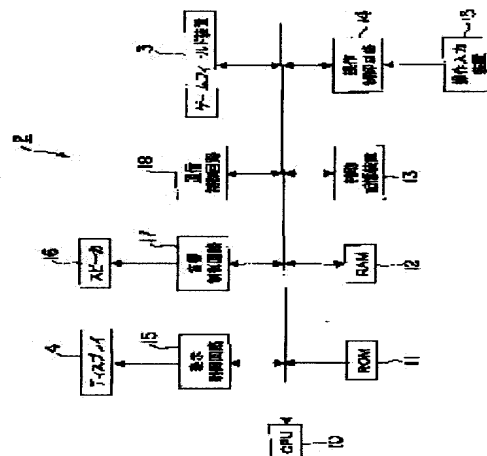 2
ディスプレイ
4
スピーカ
16
ゲームフィールド装置
3
表示
制御回路
15
音響
制御回路
17
通信
制御回路
18
CPU
10
ROM
11
RAM
12
補助
記憶装置
13
操作
制御回路
14
操作入力
装置